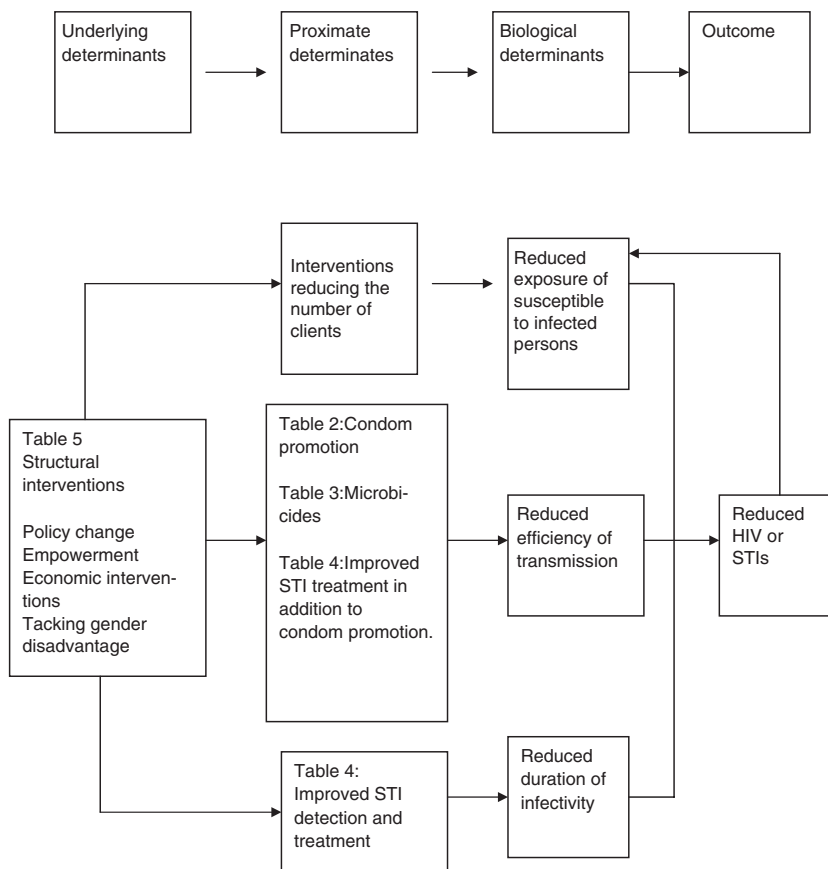 Underlying
determinants
Proximate
determinates
Biological
determinants
Outcome
Interventions
reducing the
number of
clients
Reduced
exposure of
susceptible
to infected
persons
Table 5
Structural
interventions
Policy change
Empowerment
Economic interven-
tions
Tacking gender
disadvantage
Table 2:Condom
promotion
Table 3:Microbi-
cides
Table 4:Improved
STI treatment in
addition to
condom promotion.
Reduced
efficiency of
transmission
Reduced
HIV or
STIs
Table 4:
Improved STI
detection and
treatment
Reduced
duration of
infectivity